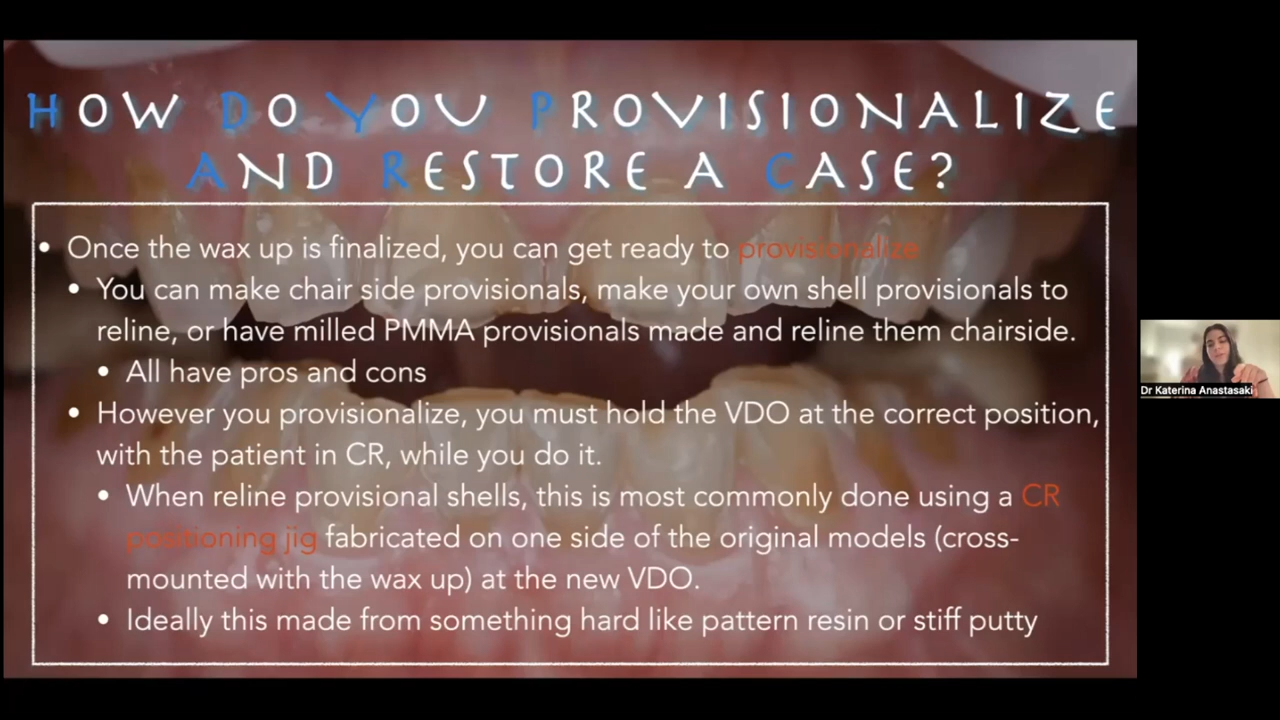 HOW DO YOU PROVISIONALIZE
AND RESTORE A CASE?
• Once the wax up is finalized, you can get ready to provisionalize
• You can make chair side provisionals, make your own shell provisionals to
reline, or have milled PMMA provisionals made and reline them chairside.
• All have pros and cons
• However you provisionalize, you must hold the VDO at the correct position,
with the patient in CR, while you do it.
• When reline provisional shells, this is most commonly done using a CR
positioning jig fabricated on one side of the original models (cross-
mounted with the wax up) at the new VDO.
• Ideally this made from something hard like pattern resin or stiff putty
Dr Katerina Anastasaki